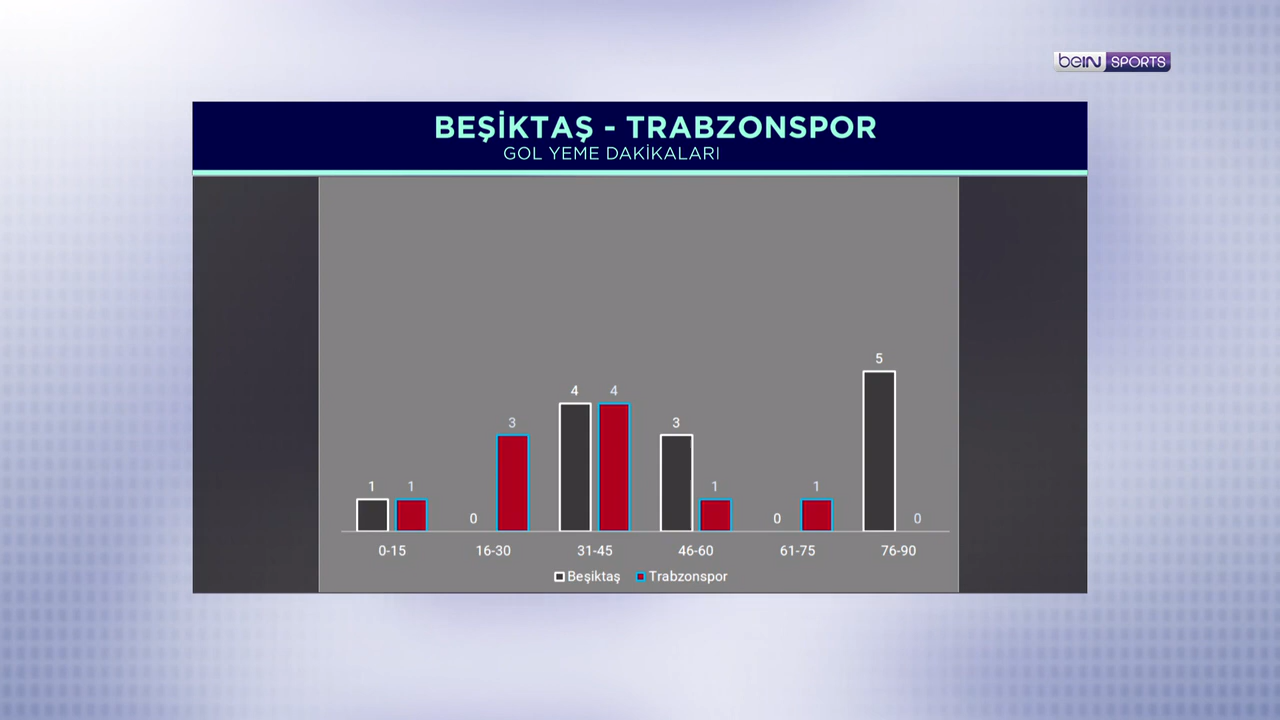 beIN SPORTS
BEŞİKTAŞ - TRABZONSPOR
GOL YEME DAKİKALARI
5
4 4
3 3
1 1 1 1
0 0 0
0-15 16-30 31-45 46-60 61-75 76-90
Beşiktaş Trabzonspor